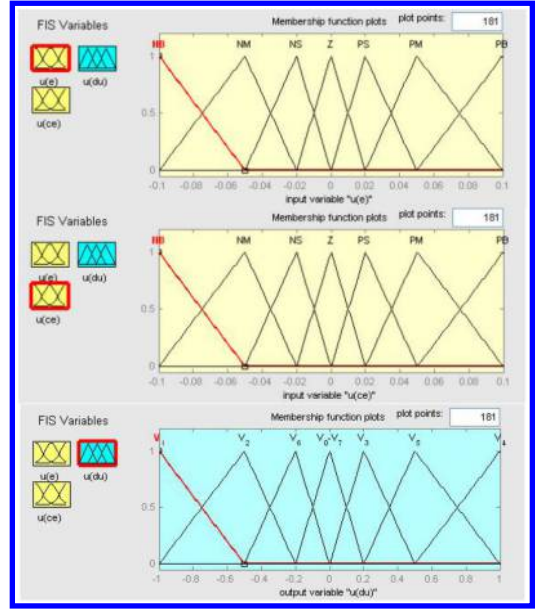 FIS Variables
Membership function plots plot points: 181
NM NS Z PS PM PB
1
u(e) u(du)
0.5
u(ce)
0
-0.1 -0.08 -0.06 -0.04 -0.02 0 0.02 0.04 0.06 0.08 0.1
input variable "u(e)"
FIS Variables
Membership function plots plot points: 181
NM NS Z PS PM PB
1
u(e) u(du)
0.5
u(ce)
0
-0.1 -0.08 -0.06 -0.04 -0.02 0 0.02 0.04 0.06 0.08 0.1
input variable "u(ce)"
FIS Variables
Membership function plots plot points: 181
V1 V2 V6 V0-V7 V3 V5 V4
1
u(e) u(du)
0.5
u(ce)
0
-1 -0.8 -0.6 -0.4 -0.2 0 0.2 0.4 0.6 0.8 1
output variable "u(du)"